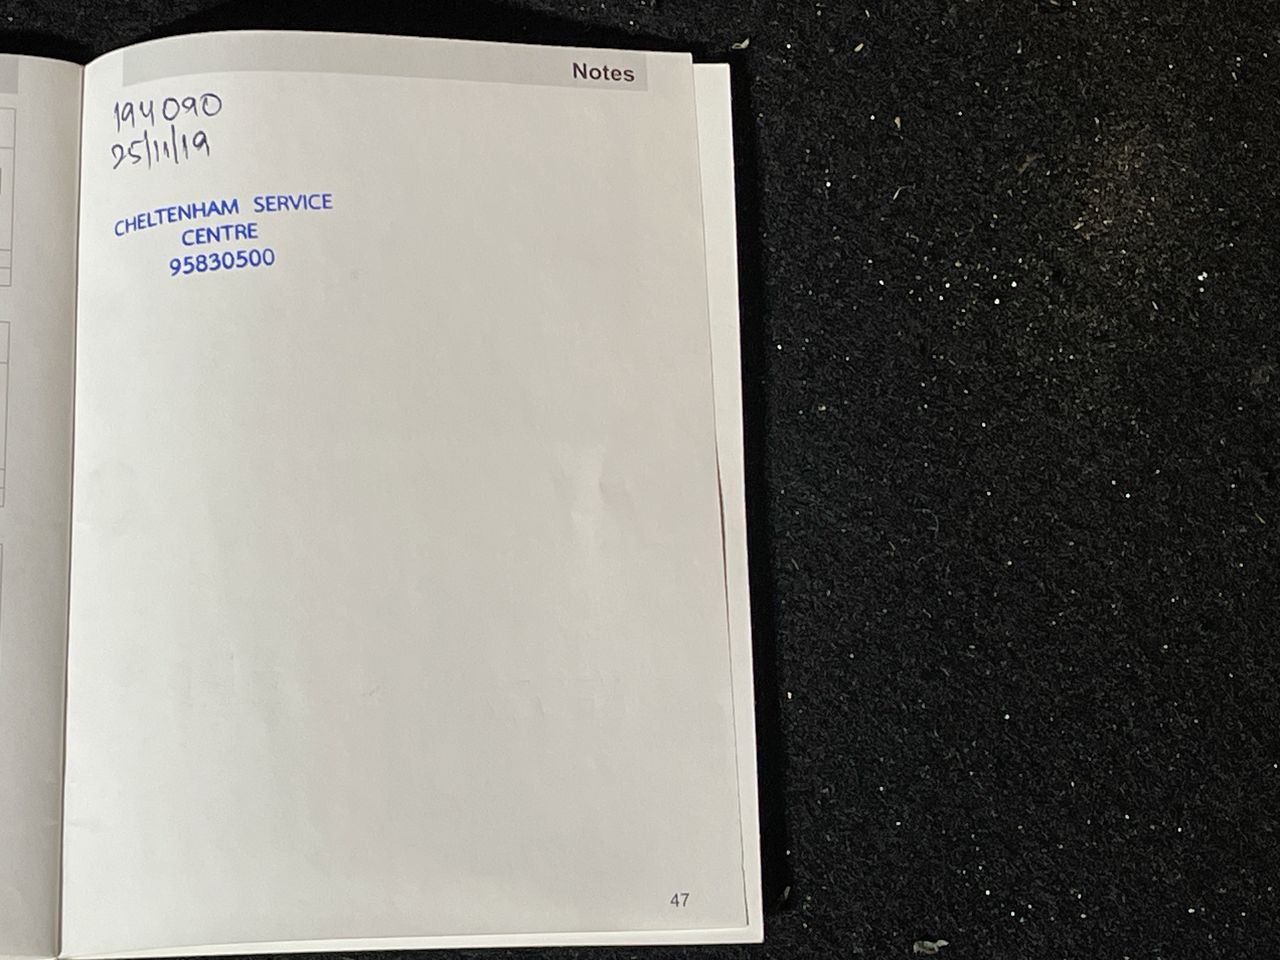 Notes
194090
25/11/19
CHELTENHAM SERVICE
CENTRE
95830500
47